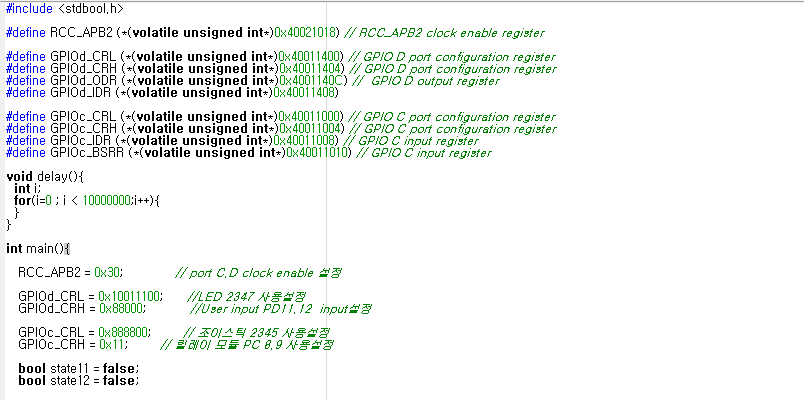 #include <stdbool.h>
#define RCC_APB2 (*(volatile unsigned int*)0x40021018) // RCC_APB2 clock enable register
#define GPIOd_CRL (*(volatile unsigned int*)0x40011400) // GPIO D port configuration register
#define GPIOd_CRH (*(volatile unsigned int*)0x40011404) // GPIO D port configuration register
#define GPIOd_ODR (*(volatile unsigned int*)0x4001140C) //  GPIO D output register
#define GPIOd_IDR (*(volatile unsigned int*)0x40011408)
#define GPIOc_CRL (*(volatile unsigned int*)0x40011000) // GPIO C port configuration register
#define GPIOc_CRH (*(volatile unsigned int*)0x40011004) // GPIO C port configuration register
#define GPIOc_IDR (*(volatile unsigned int*)0x40011008) // GPIO C input register
#define GPIOc_BSRR (*(volatile unsigned int*)0x40011010) // GPIO C input register
void delay(){
int i;
for(i=0 ; i < 10000000;i++){
}
}
int main(){
RCC_APB2 = 0x30; // port C,D clock enable 설정
GPIOd_CRL = 0x10011100; //LED 2347 사용설정
GPIOd_CRH = 0x88000; //User input PD11,12  input설정
GPIOc_CRL = 0x888800; // 조이스틱 2345 사용설정
GPIOc_CRH = 0x11; // 릴레이 모듈 PC 8,9 사용설정
bool state11 = false;
bool state12 = false;